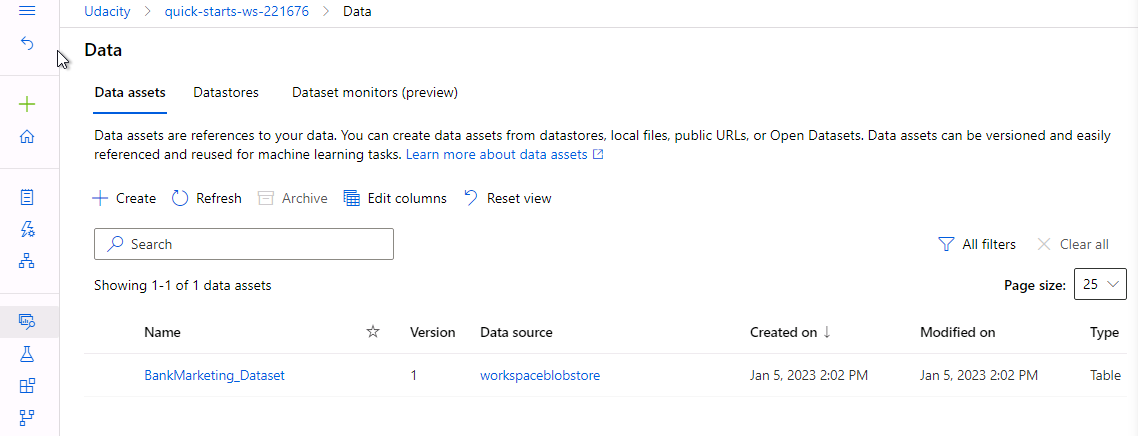 Udacity > quick-starts-ws-221676 > Data
Data
Data assets Datastores Dataset monitors (preview)
Data assets are references to your data. You can create data assets from datastores, local files, public URLs, or Open Datasets. Data assets can be versioned and easily
referenced and reused for machine learning tasks. Learn more about data assets
Create Refresh Archive Edit columns Reset view
Search All filters Clear all
Showing 1-1 of 1 data assets Page size: 25
Name Version Data source Created on ↓ Modified on Type
BankMarketing_Dataset 1 workspaceblobstore Jan 5, 2023 2:02 PM Jan 5, 2023 2:02 PM Table